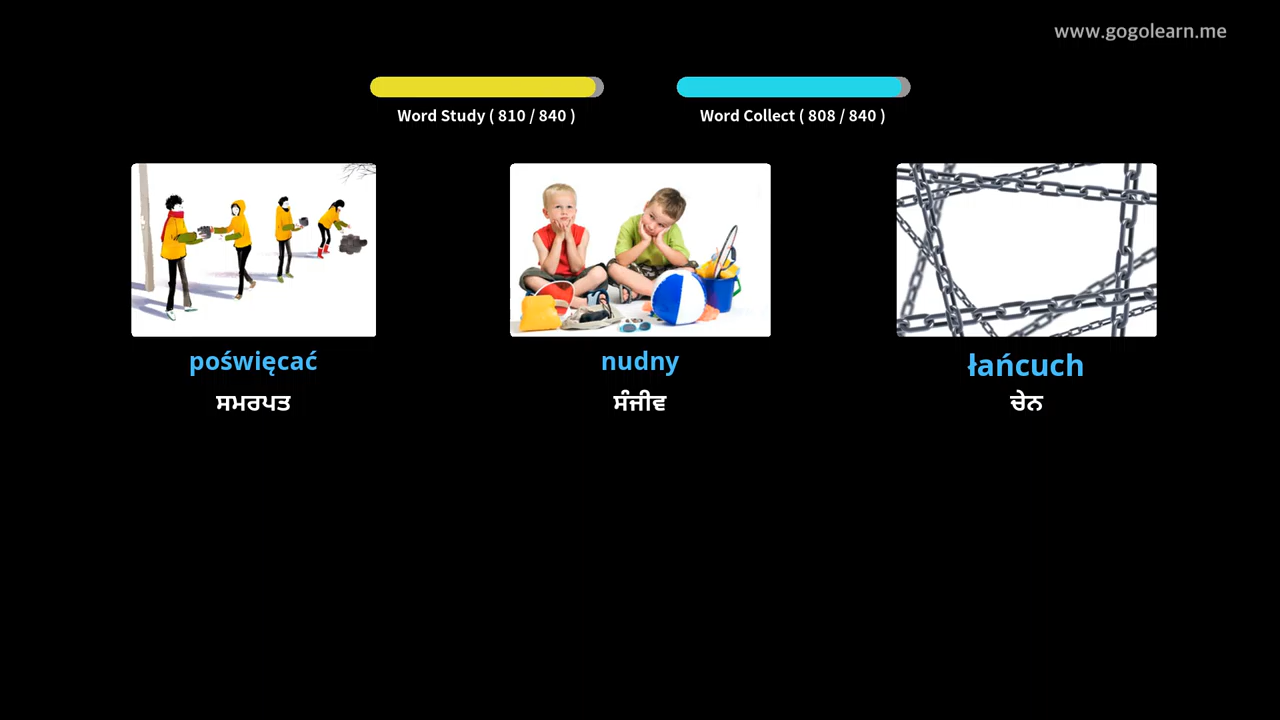 www.gogolearn.me
Word Study ( 810 / 840 )
Word Collect ( 808 / 840 )
poświęcać
nudny
łańcuch
ਸਮਰਪਤ
ਸੰਜੀਵ
ਚੇਨ